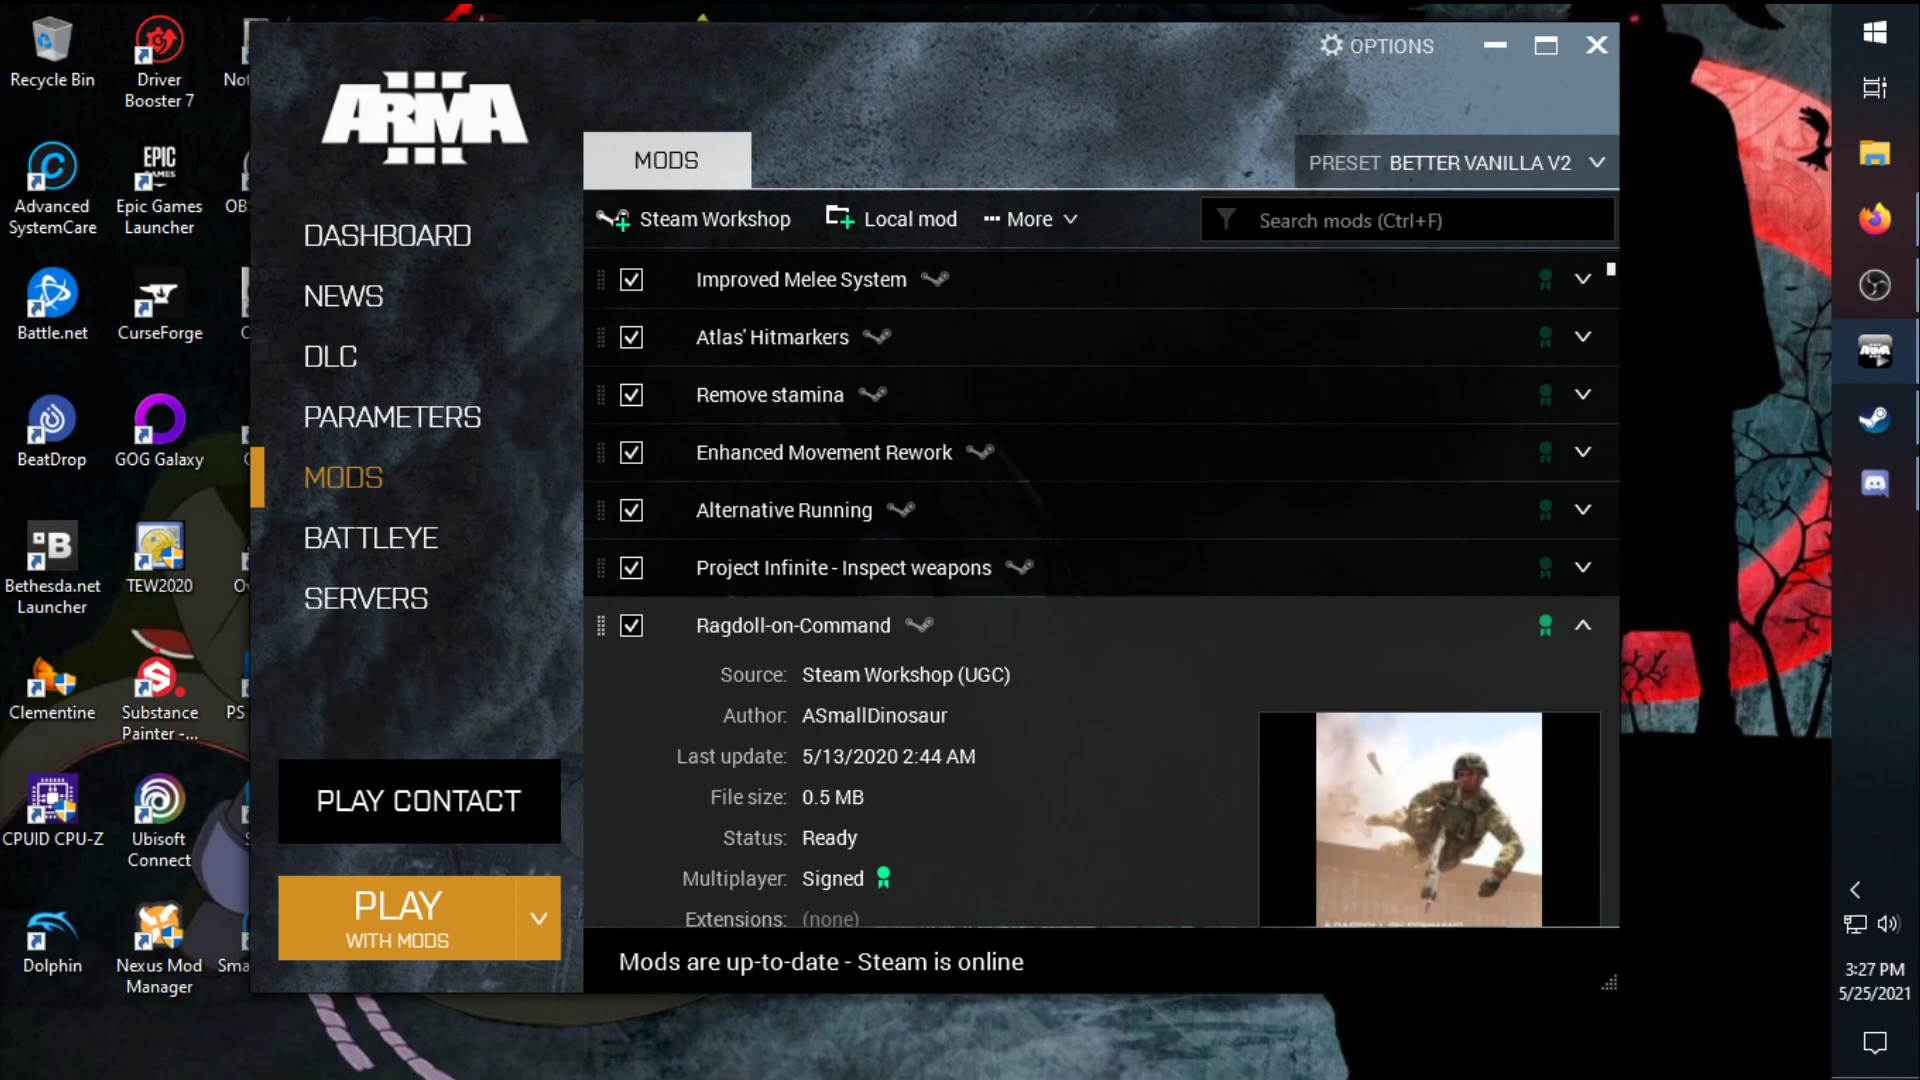 Recycle Bin
Driver
Booster 7
Advanced
SystemCare
EPIC
GAMES
Epic Games
Launcher
Battle.net
CurseForge
BeatDrop
GOG Galaxy
Bethesda.net
Launcher
TEW2020
Clementine
Substance
Painter -...
PS
CPUID CPU-Z
Ubisoft
Connect
Dolphin
Nexus Mod
Manager
ARMA
III
DASHBOARD
NEWS
DLC
PARAMETERS
MODS
BATTLEYE
SERVERS
PLAY CONTACT
PLAY
WITH MODS
OPTIONS
MODS
PRESET BETTER VANILLA V2
Steam Workshop
Local mod
More
Search mods (Ctrl+F)
Improved Melee System
Atlas' Hitmarkers
Remove stamina
Enhanced Movement Rework
Alternative Running
Project Infinite - Inspect weapons
Ragdoll-on-Command
Source: Steam Workshop (UGC)
Author: ASmallDinosaur
Last update: 5/13/2020 2:44 AM
File size: 0.5 MB
Status: Ready
Multiplayer: Signed
Extensions: (none)
Mods are up-to-date - Steam is online
3:27 PM
5/25/2021